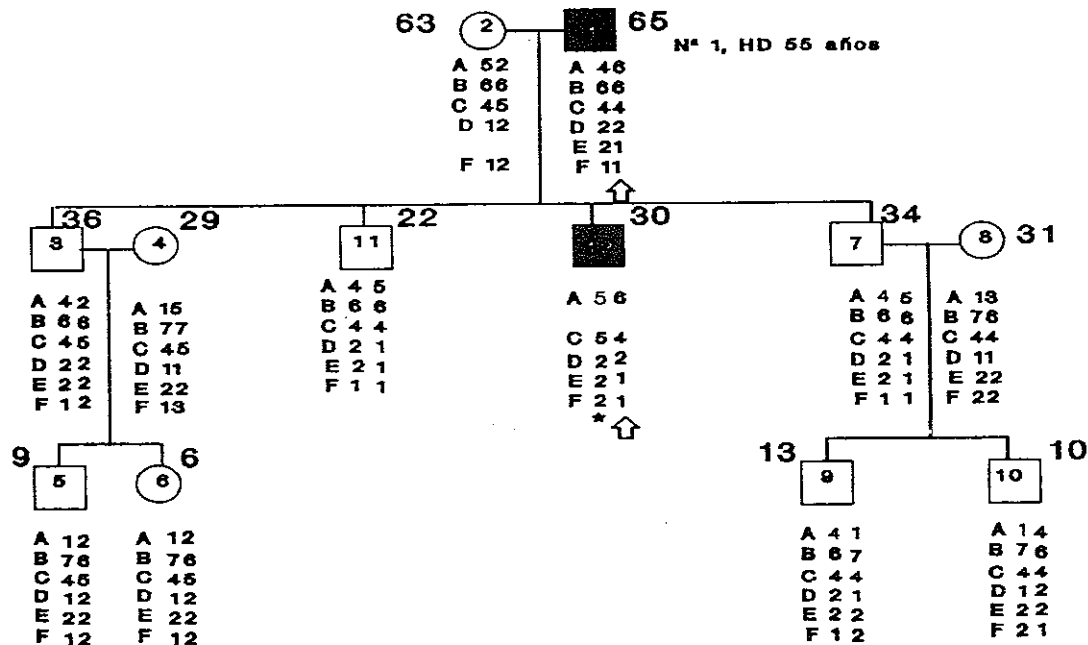 63 2 65
Nº 1, HD 55 años
A 52 A 46
B 66 B 66
C 45 C 44
D 12 D 22
E 21
F 12 F 11
36 29 22 30 34
3 4 11 7 8 31
A 42 A 15 A 4 5 A 5 6 A 4 5 A 13
B 66 B 77 B 6 6 B 6 6 B 76
C 45 C 45 C 4 4 C 5 4 C 4 4 C 44
D 22 D 11 D 2 1 D 2 2 D 2 1 D 11
E 22 E 22 E 2 1 E 2 1 E 2 1 E 22
F 1 2 F 13 F 1 1 F 2 1 F 1 1 F 22
*
9 6 13 10
5 6 9 10
A 12 A 12 A 4 1 A 1 4
B 76 B 76 B 6 7 B 7 6
C 45 C 45 C 4 4 C 4 4
D 12 D 12 D 2 1 D 1 2
E 22 E 22 E 2 2 E 2 2
F 12 F 12 F 1 2 F 2 1